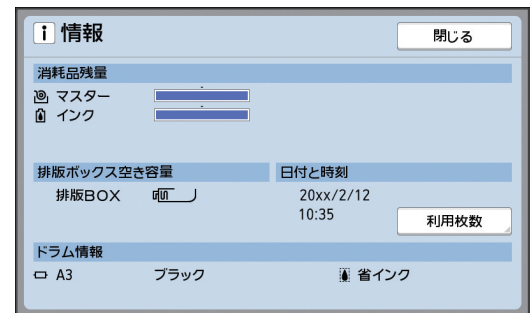 i 情報
閉じる
消耗品残量
マスター
インク
排版ボックス空き容量
日付と時刻
排版BOX
20xx/2/12
10:35
利用枚数
ドラム情報
A3 ブラック 省インク